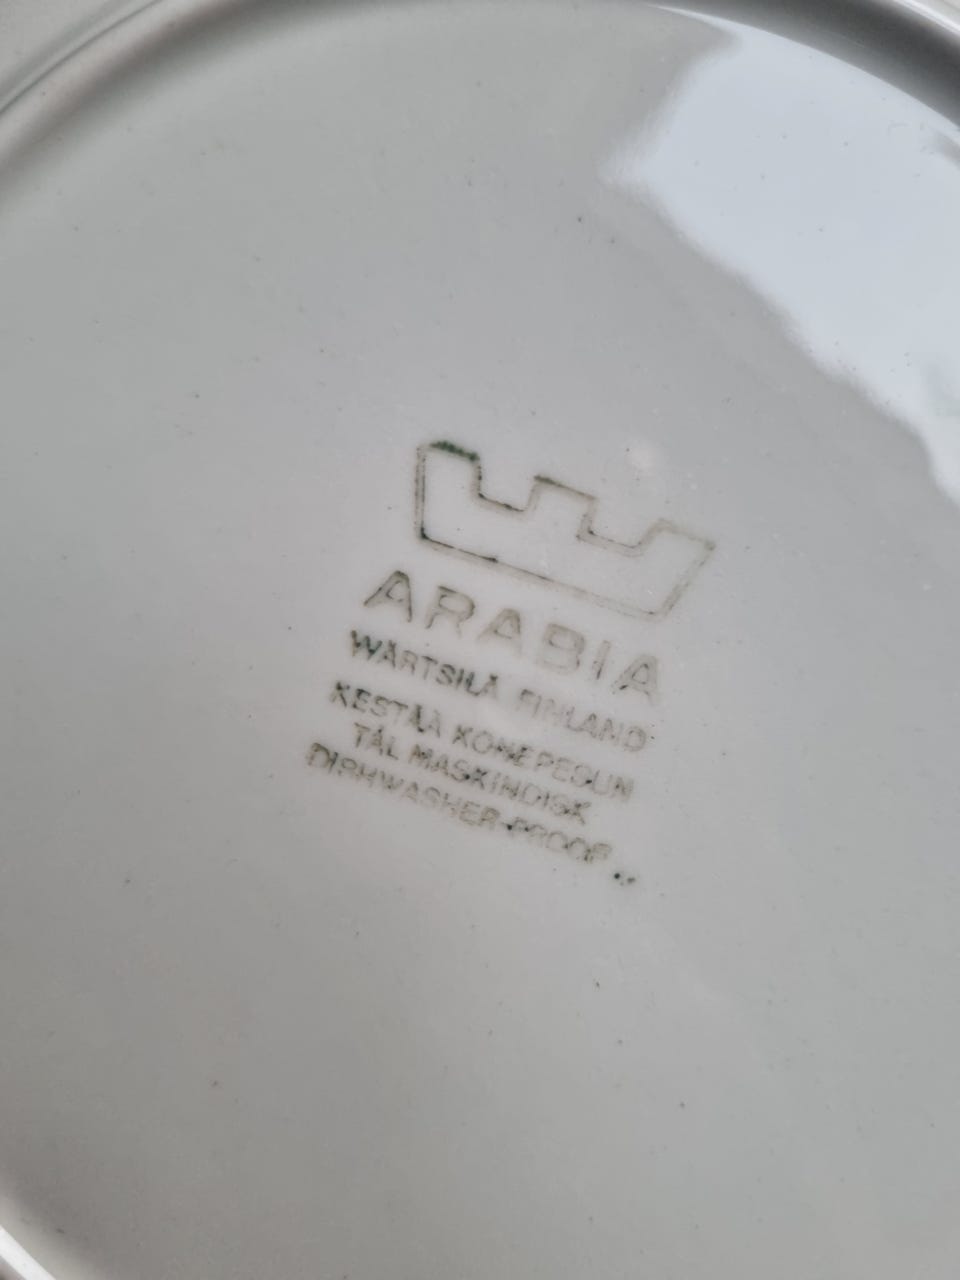 ARABIA
WÄRTSILÄ FINLAND
KESTÄÄ KONEPESUN
TÅL MASKINDISK
DISHWASHER-PROOF